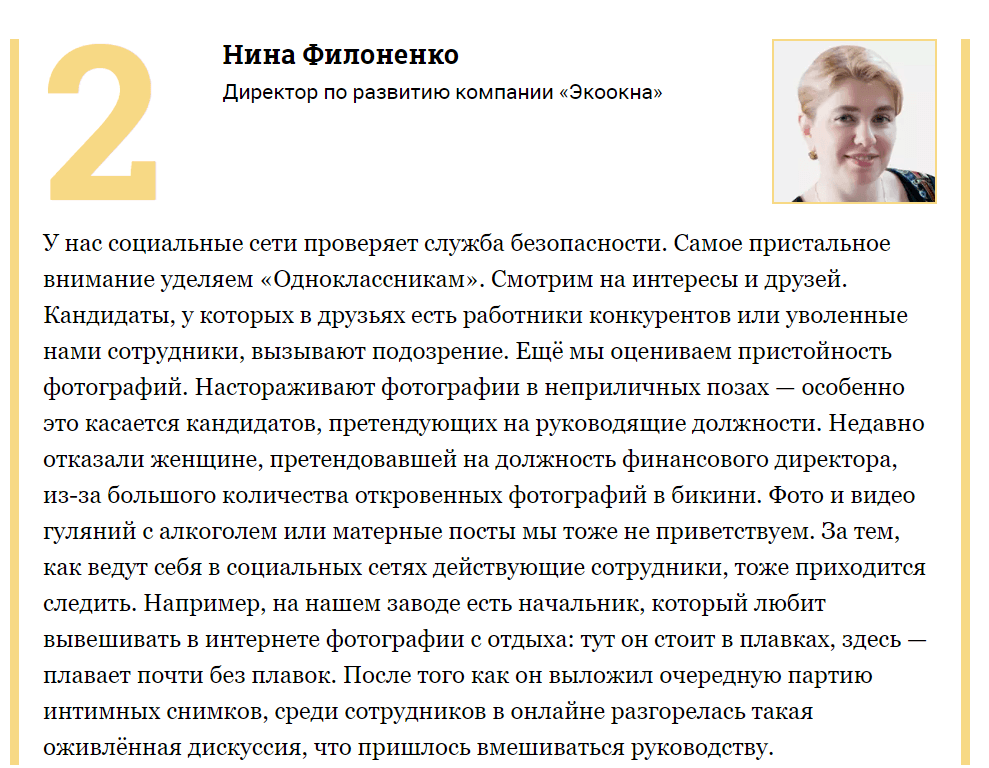 2
Нина Филоненко
Директор по развитию компании «Экоокна»
У нас социальные сети проверяет служба безопасности. Самое пристальное
внимание уделяем «Одноклассникам». Смотрим на интересы и друзей.
Кандидаты, у которых в друзьях есть работники конкурентов или уволенные
нами сотрудники, вызывают подозрение. Ещё мы оцениваем пристойность
фотографий. Настораживают фотографии в неприличных позах — особенно
это касается кандидатов, претендующих на руководящие должности. Недавно
отказали женщине, претендовавшей на должность финансового директора,
из-за большого количества откровенных фотографий в бикини. Фото и видео
гуляний с алкоголем или матерные посты мы тоже не приветствуем. За тем,
как ведут себя в социальных сетях действующие сотрудники, тоже приходится
следить. Например, на нашем заводе есть начальник, который любит
вывешивать в интернете фотографии с отдыха: тут он стоит в плавках, здесь —
плавает почти без плавок. После того как он выложил очередную партию
интимных снимков, среди сотрудников в онлайне разгорелась такая
оживлённая дискуссия, что пришлось вмешиваться руководству.